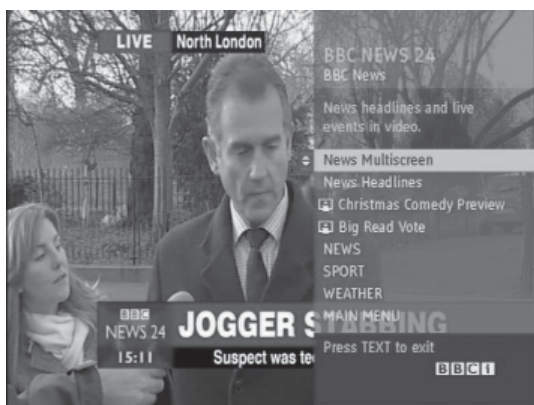 LIVE
North London
BBC NEWS 24
BBC News
News headlines and live
events in video.
News Multiscreen
News Headlines
Christmas Comedy Preview
Big Read Vote
NEWS
SPORT
WEATHER
MAIN MENU
Press TEXT to exit
BBCi
BBC
NEWS 24
15:11
JOGGER STABBING
Suspect was